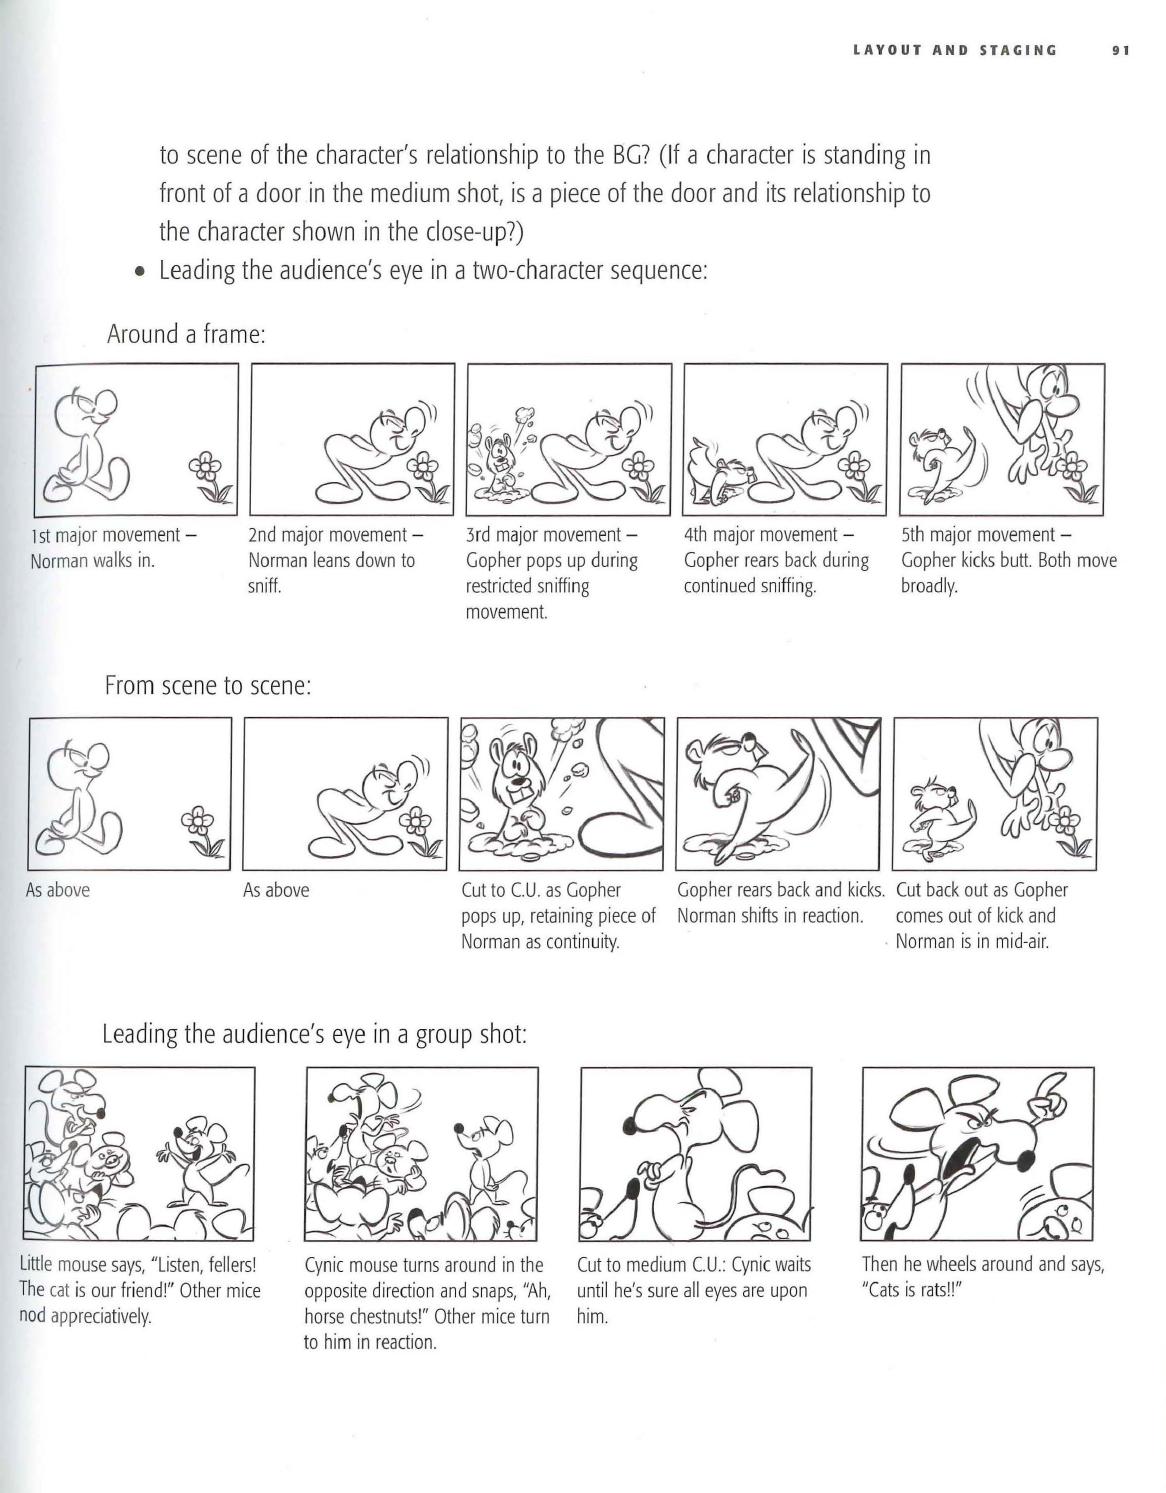 LAYOUT AND STAGING 91
to scene of the character's relationship to the BG? (If a character is standing in
front of a door in the medium shot, is a piece of the door and its relationship to
the character shown in the close-up?)
• Leading the audience's eye in a two-character sequence:
Around a frame:
1st major movement –
Norman walks in.
2nd major movement –
Norman leans down to
sniff.
3rd major movement –
Gopher pops up during
restricted sniffing
movement.
4th major movement –
Gopher rears back during
continued sniffing.
5th major movement –
Gopher kicks butt. Both move
broadly.
From scene to scene:
As above
As above
Cut to C.U. as Gopher
pops up, retaining piece of
Norman as continuity.
Gopher rears back and kicks.
Norman shifts in reaction.
Cut back out as Gopher
comes out of kick and
Norman is in mid-air.
Leading the audience's eye in a group shot:
Little mouse says, "Listen, fellers!
The cat is our friend!" Other mice
nod appreciatively.
Cynic mouse turns around in the
opposite direction and snaps, "Ah,
horse chestnuts!" Other mice turn
to him in reaction.
Cut to medium C.U.: Cynic waits
until he's sure all eyes are upon
him.
Then he wheels around and says,
"Cats is rats!!"